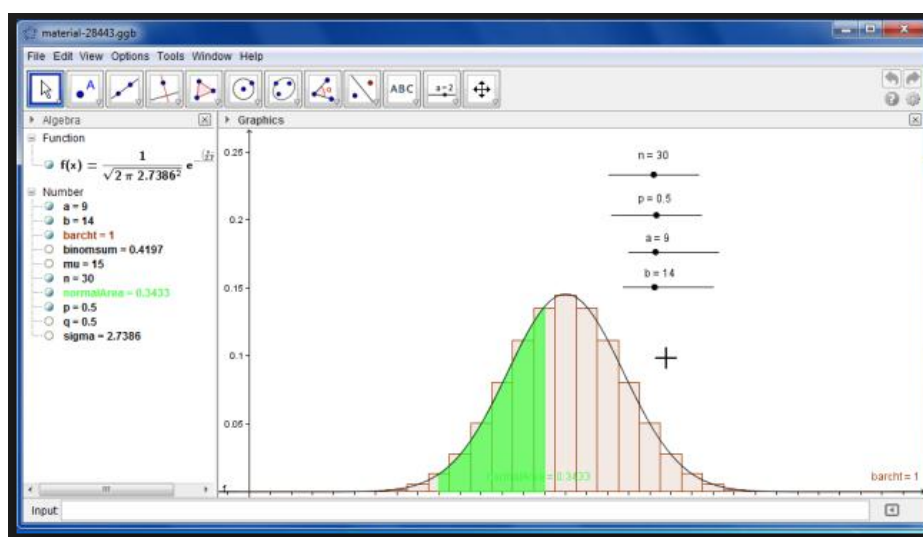 material-28443.ggb
File Edit View Options Tools Window Help
A
ABC
a=2
Algebra
Graphics
Function
f(x) = 1 / √2 π 2.7386² e
Number
a = 9
b = 14
barcht = 1
binomsum = 0.4197
mu = 15
n = 30
normalArea = 0.3433
p = 0.5
q = 0.5
sigma = 2.7386
n = 30
p = 0.5
a = 9
b = 14
0.25
0.2
0.15
0.1
0.05
normalArea = 0.3433
barcht = 1
Input: